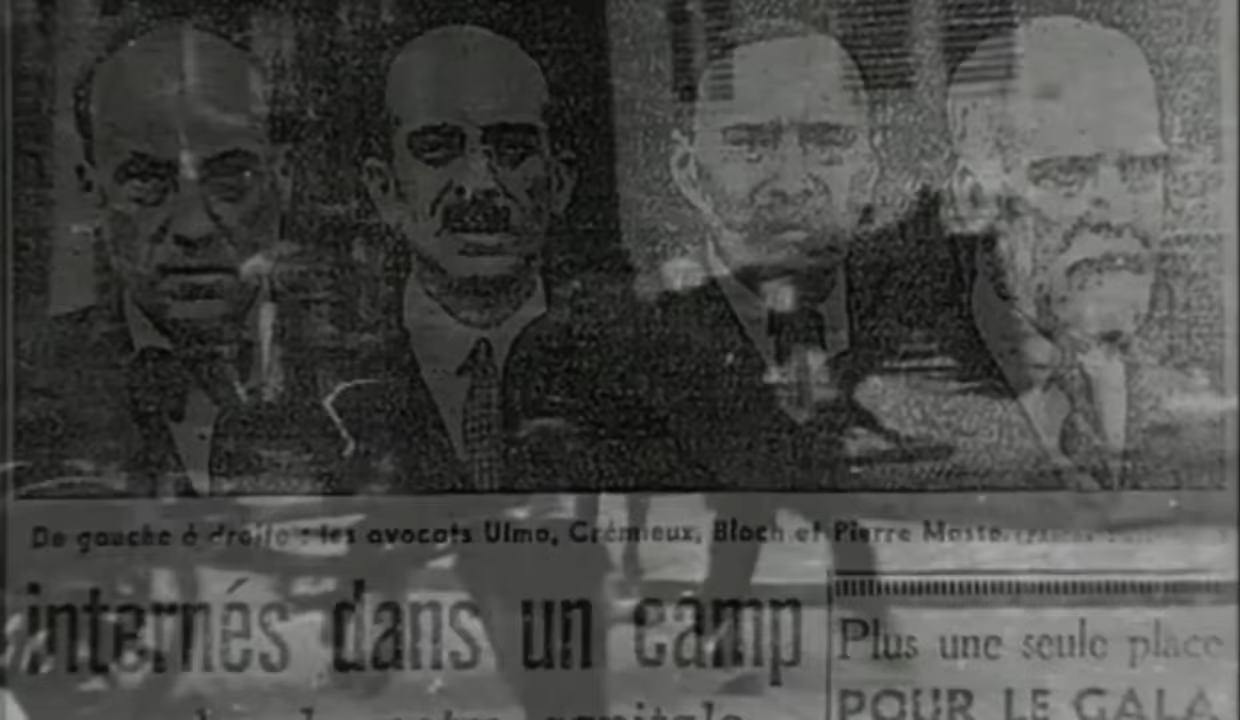 De gauche à droite : les avocats Ulmo, Crémieux, Bloch et Pierre Masse.
internés dans un camp
Plus une seule place
POUR LE GALA
capitale